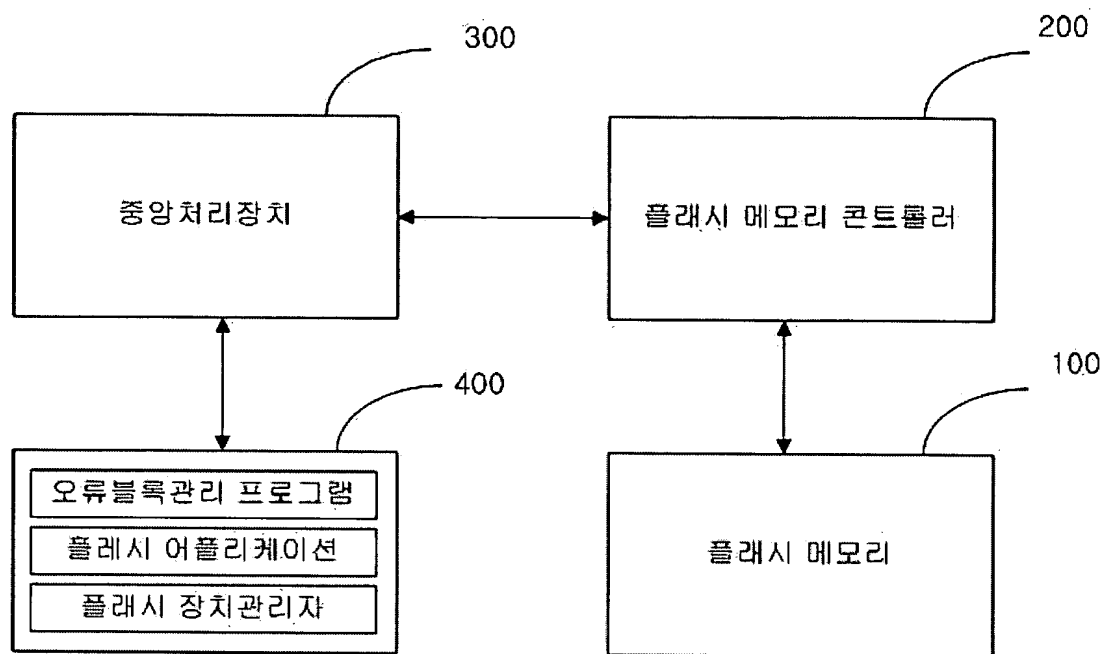 300
200
중앙처리장치
플래시 메모리 콘트롤러
400
100
오류블록관리 프로그램
플레시 어플리케이션
플래시 장치관리자
플래시 메모리